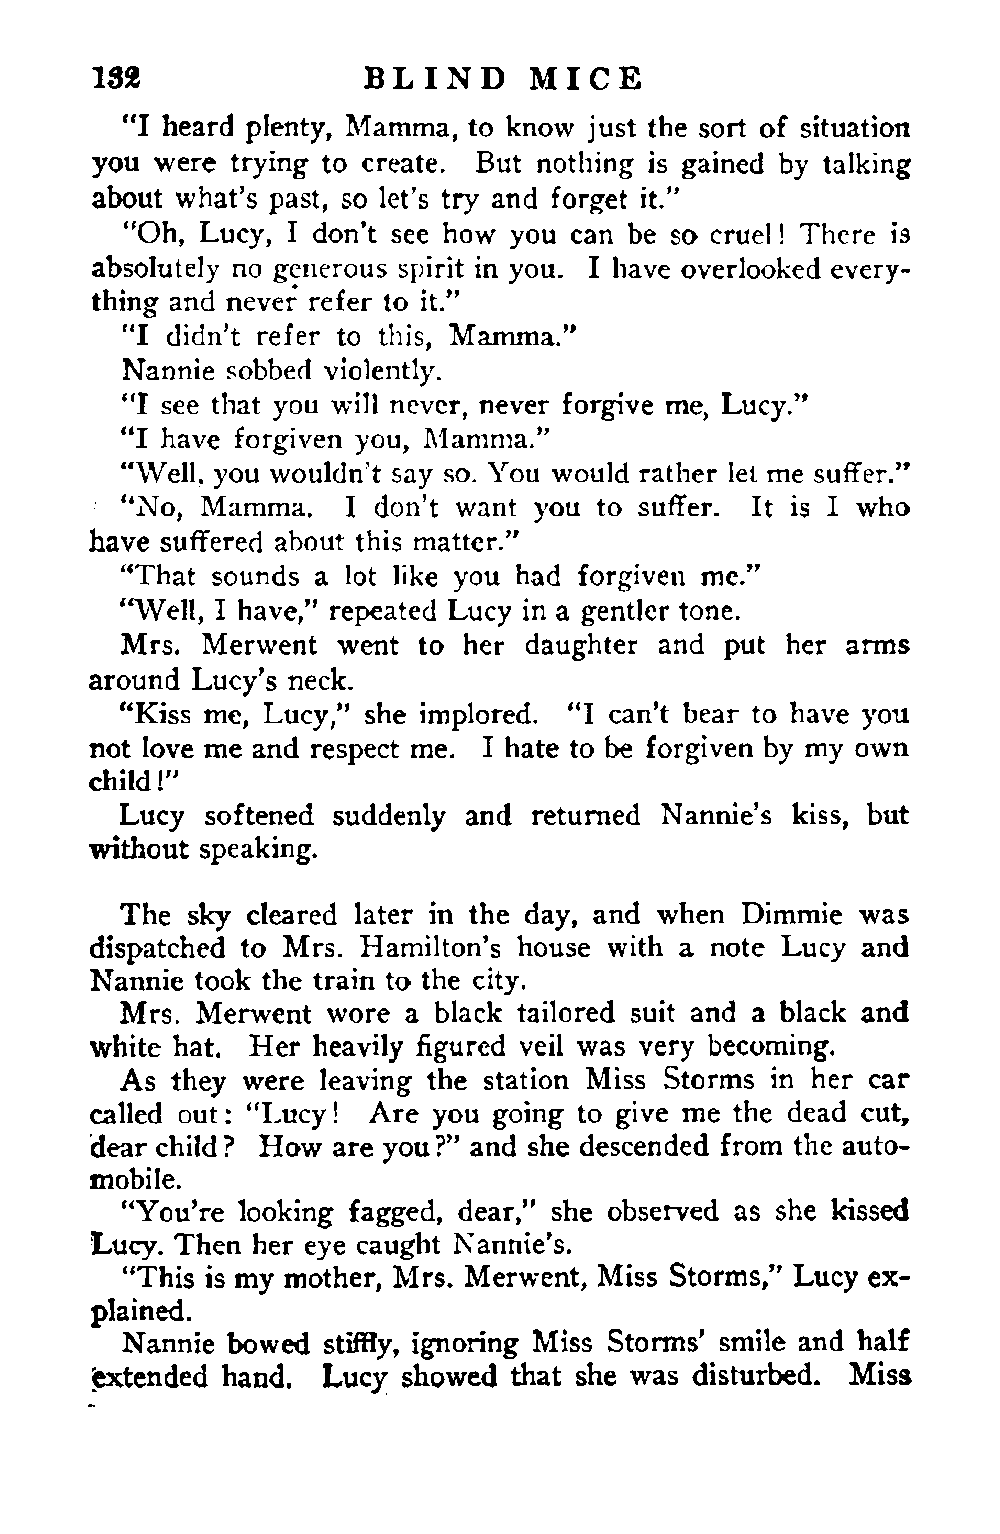 132 BLIND MICE
"I heard plenty, Mamma, to know just the sort of situation
you were trying to create. But nothing is gained by talking
about what's past, so let's try and forget it."
"Oh, Lucy, I don't see how you can be so cruel! There is
absolutely no generous spirit in you. I have overlooked every-
thing and never refer to it."
"I didn't refer to this, Mamma."
Nannie sobbed violently.
"I see that you will never, never forgive me, Lucy."
"I have forgiven you, Mamma."
"Well, you wouldn't say so. You would rather let me suffer."
"No, Mamma. I don't want you to suffer. It is I who
have suffered about this matter."
"That sounds a lot like you had forgiven me."
"Well, I have," repeated Lucy in a gentler tone.
Mrs. Merwent went to her daughter and put her arms
around Lucy's neck.
"Kiss me, Lucy," she implored. "I can't bear to have you
not love me and respect me. I hate to be forgiven by my own
child!"
Lucy softened suddenly and returned Nannie's kiss, but
without speaking.
The sky cleared later in the day, and when Dimmie was
dispatched to Mrs. Hamilton's house with a note Lucy and
Nannie took the train to the city.
Mrs. Merwent wore a black tailored suit and a black and
white hat. Her heavily figured veil was very becoming.
As they were leaving the station Miss Storms in her car
called out: "Lucy! Are you going to give me the dead cut,
dear child? How are you?" and she descended from the auto-
mobile.
"You're looking fagged, dear," she observed as she kissed
Lucy. Then her eye caught Nannie's.
"This is my mother, Mrs. Merwent, Miss Storms," Lucy ex-
plained.
Nannie bowed stiffly, ignoring Miss Storms' smile and half
extended hand. Lucy showed that she was disturbed. Miss